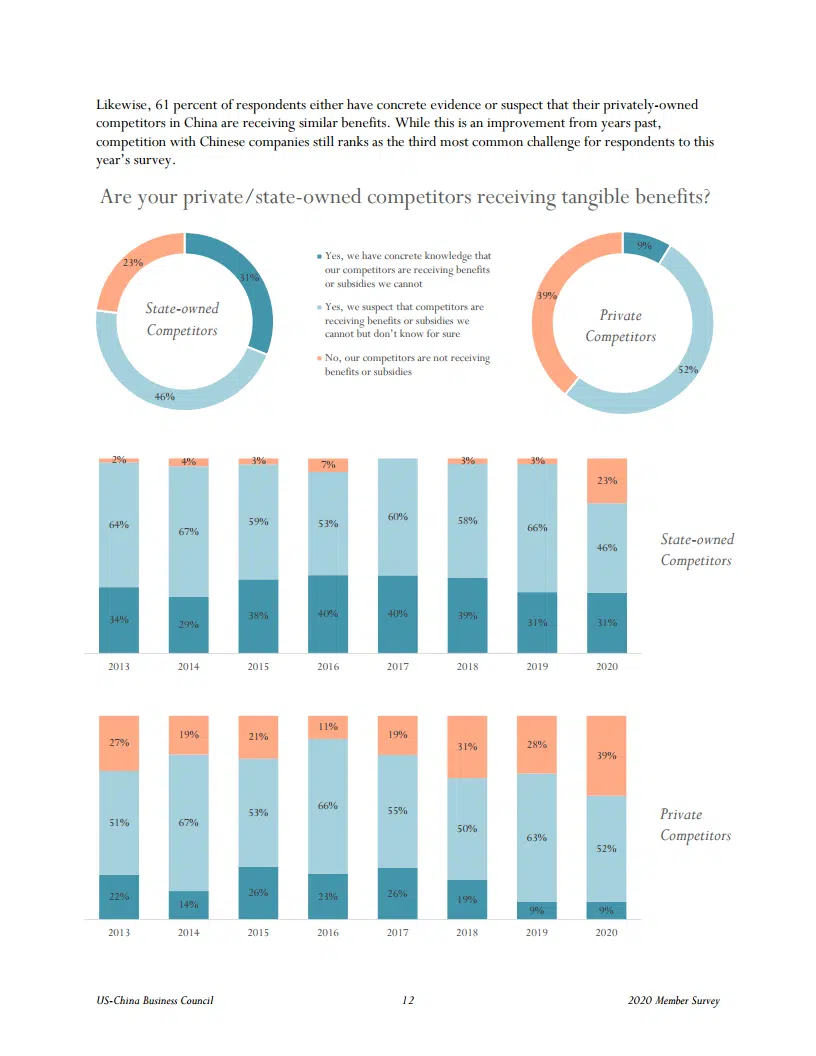 Likewise, 61 percent of respondents either have concrete evidence or suspect that their privately-owned
competitors in China are receiving similar benefits. While this is an improvement from years past,
competition with Chinese companies still ranks as the third most common challenge for respondents to this
year's survey.
Are your private/state-owned competitors receiving tangible benefits?
23%
31%
State-owned
Competitors
46%
Yes, we have concrete knowledge that
our competitors are receiving benefits
or subsidies we cannot
Yes, we suspect that competitors are
receiving benefits or subsidies we
cannot but don't know for sure
No, our competitors are not receiving
benefits or subsidies
9%
39%
Private
Competitors
52%
2% 4% 3% 7% 3% 3% 23%
64% 67% 59% 53% 60% 58% 66% 46%
34% 29% 38% 40% 40% 39% 31% 31%
2013 2014 2015 2016 2017 2018 2019 2020
State-owned
Competitors
27% 19% 21% 11% 19% 31% 28% 39%
51% 67% 53% 66% 55% 50% 63% 52%
22% 14% 26% 23% 26% 19% 9% 9%
2013 2014 2015 2016 2017 2018 2019 2020
Private
Competitors
US-China Business Council 12 2020 Member Survey